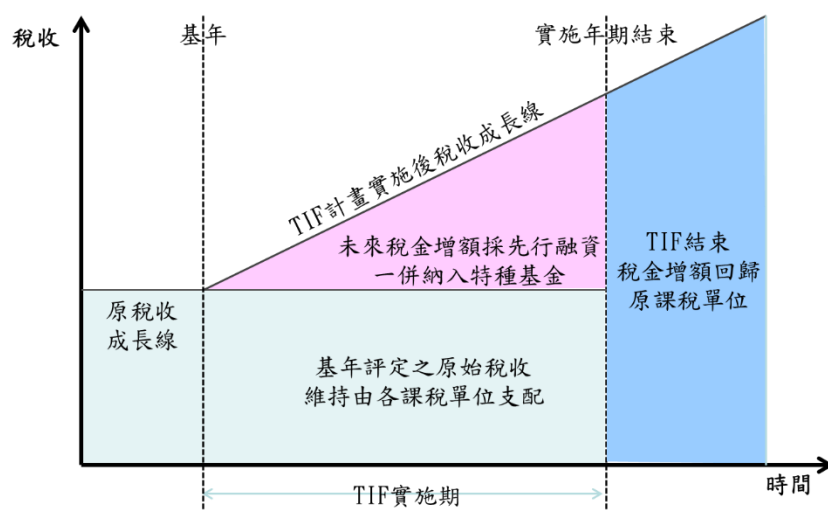 稅收
基年
實施年期結束
TIF計畫實施後稅收成長線
未來稅金增額採先行融資
一併納入特種基金
TIF結束
稅金增額回歸
原課稅單位
原稅收
成長線
基年評定之原始稅收
維持由各課稅單位支配
時間
TIF實施期